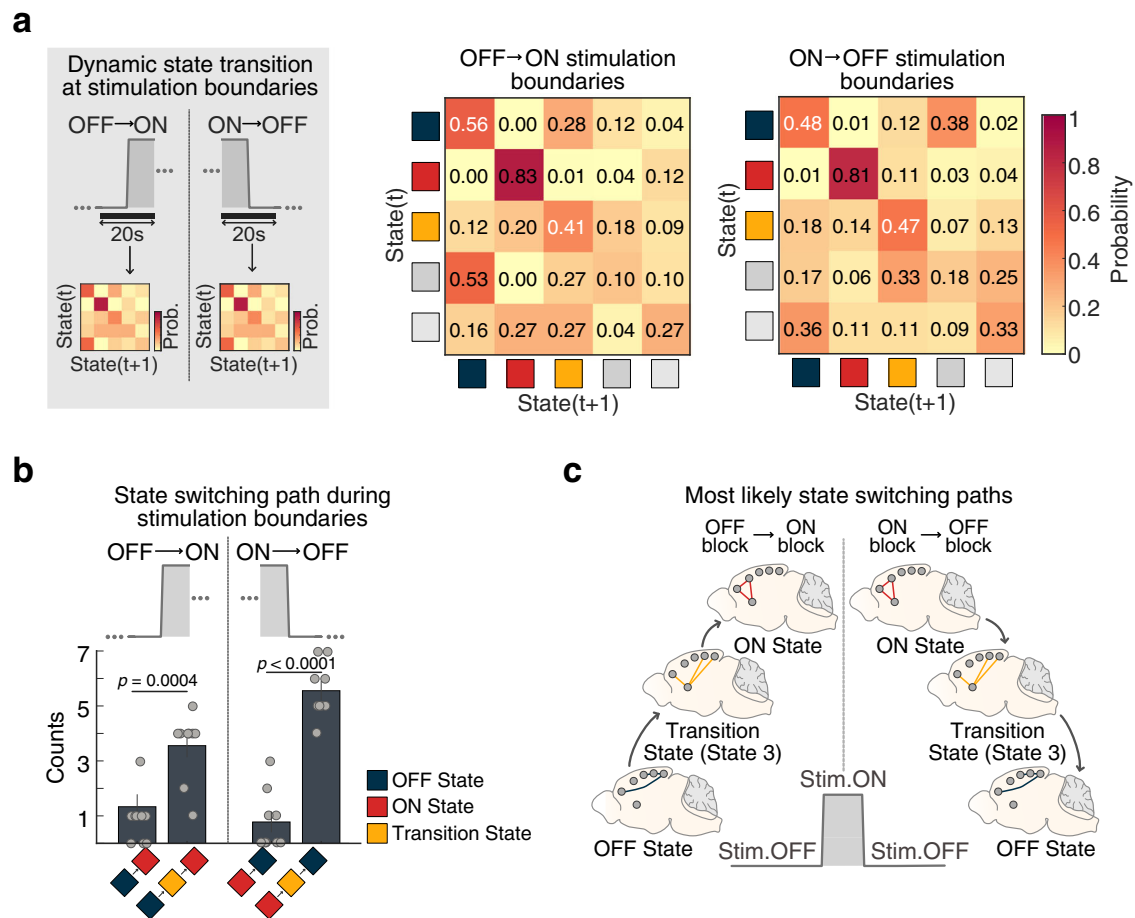 a
Dynamic state transition
at stimulation boundaries
OFF→ON
ON→OFF
20s
20s
State(t)
Prob.
State(t+1)
State(t)
Prob.
State(t+1)
OFF→ON stimulation
boundaries
State(t)
0.56 0.00 0.28 0.12 0.04
0.00 0.83 0.01 0.04 0.12
0.12 0.20 0.41 0.18 0.09
0.53 0.00 0.27 0.10 0.10
0.16 0.27 0.27 0.04 0.27
State(t+1)
ON→OFF stimulation
boundaries
State(t)
0.48 0.01 0.12 0.38 0.02
0.01 0.81 0.11 0.03 0.04
0.18 0.14 0.47 0.07 0.13
0.17 0.06 0.33 0.18 0.25
0.36 0.11 0.11 0.09 0.33
State(t+1)
1
0.8
0.6
0.4
0.2
0
Probability
b
State switching path during
stimulation boundaries
OFF→ON
ON→OFF
Counts
7
5
3
1
p = 0.0004
p < 0.0001
OFF State
ON State
Transition State
c
Most likely state switching paths
OFF
block
→
ON
block
ON
block
→
OFF
block
ON State
ON State
Transition
State (State 3)
Transition
State (State 3)
OFF State
OFF State
Stim.ON
Stim.OFF
Stim.OFF